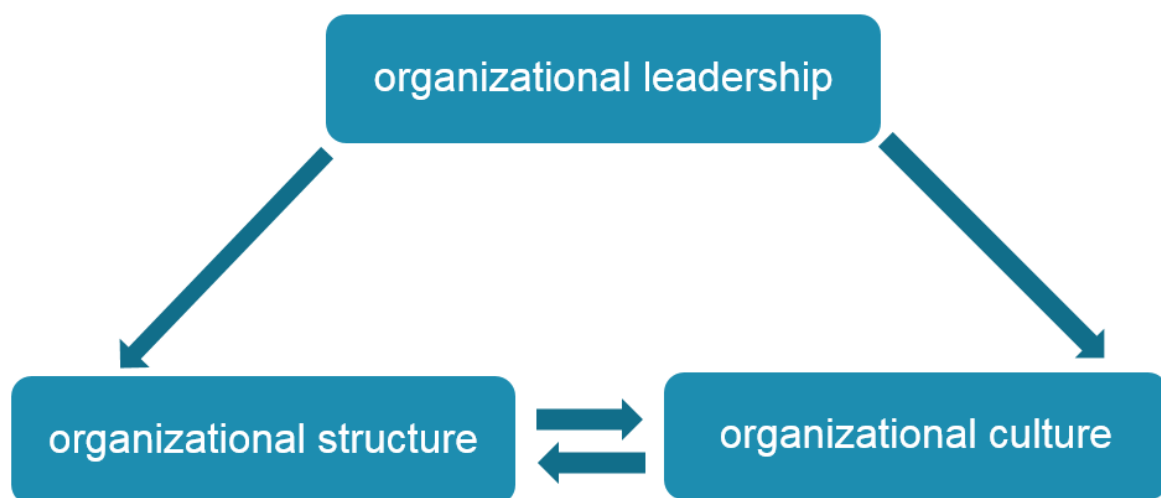 organizational leadership
organizational structure
organizational culture